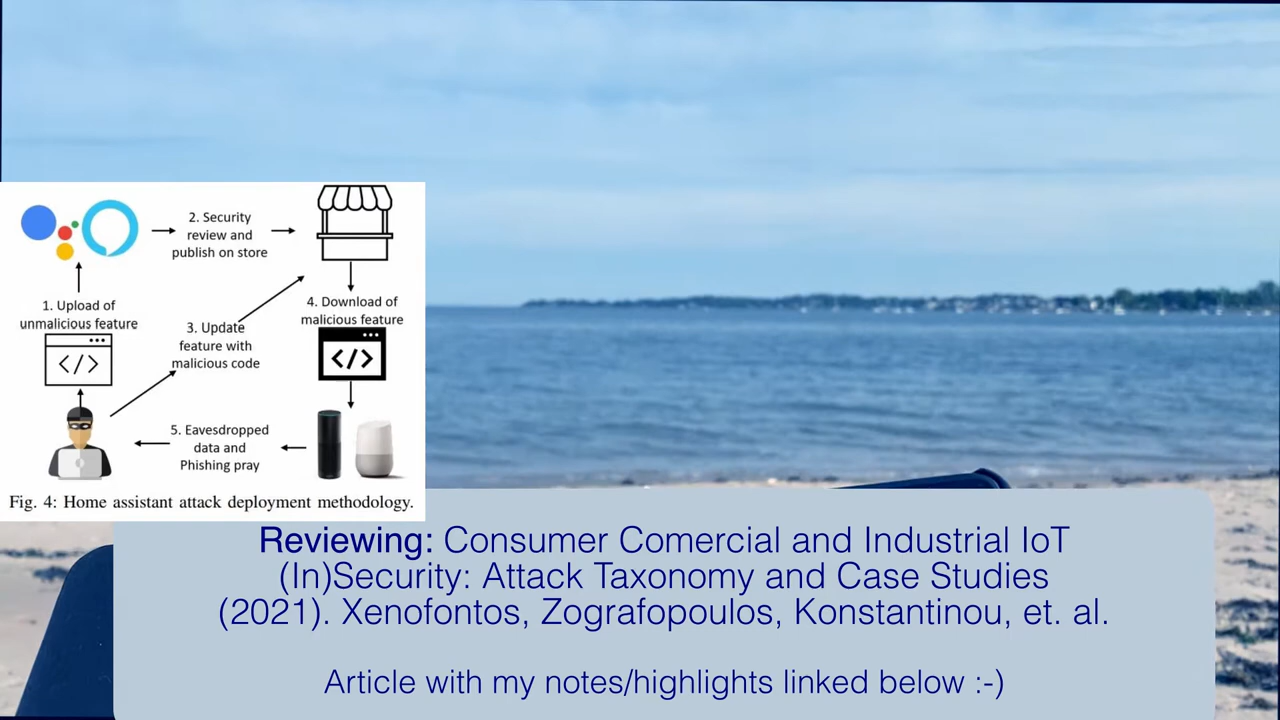 2. Security
review and
publish on store
1. Upload of
unmalicious feature
3. Update
feature with
malicious code
4. Download of
malicious feature
</>
</>
5. Eavesdropped
data and
Phishing pray
Fig. 4: Home assistant attack deployment methodology.
Reviewing: Consumer Comercial and Industrial IoT
(In)Security: Attack Taxonomy and Case Studies
(2021). Xenofontos, Zografopoulos, Konstantinou, et. al.
Article with my notes/highlights linked below :-)